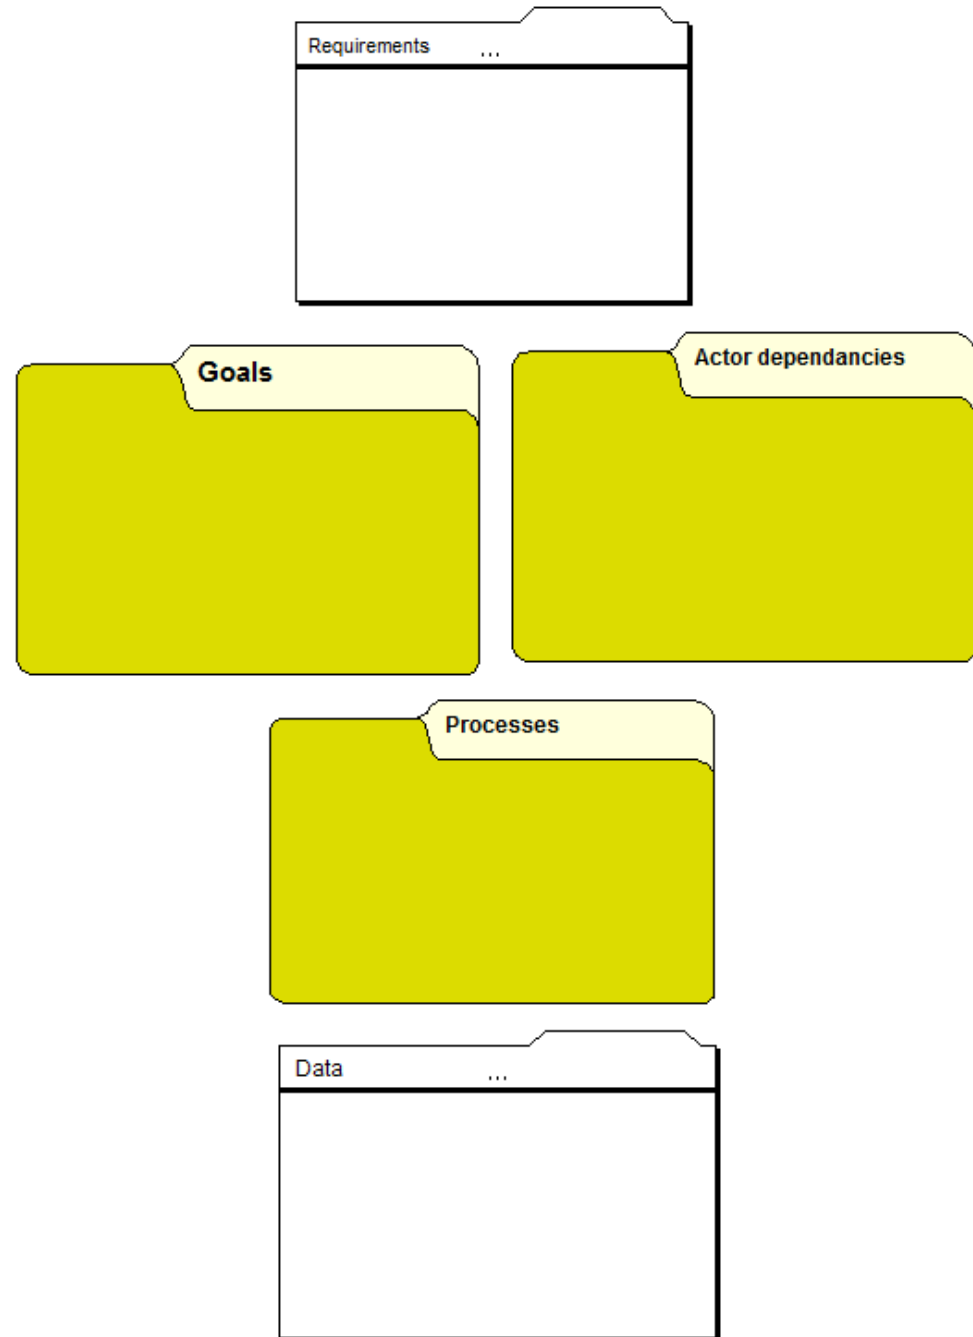 Requirements ...
Goals
Actor dependancies
Processes
Data ...